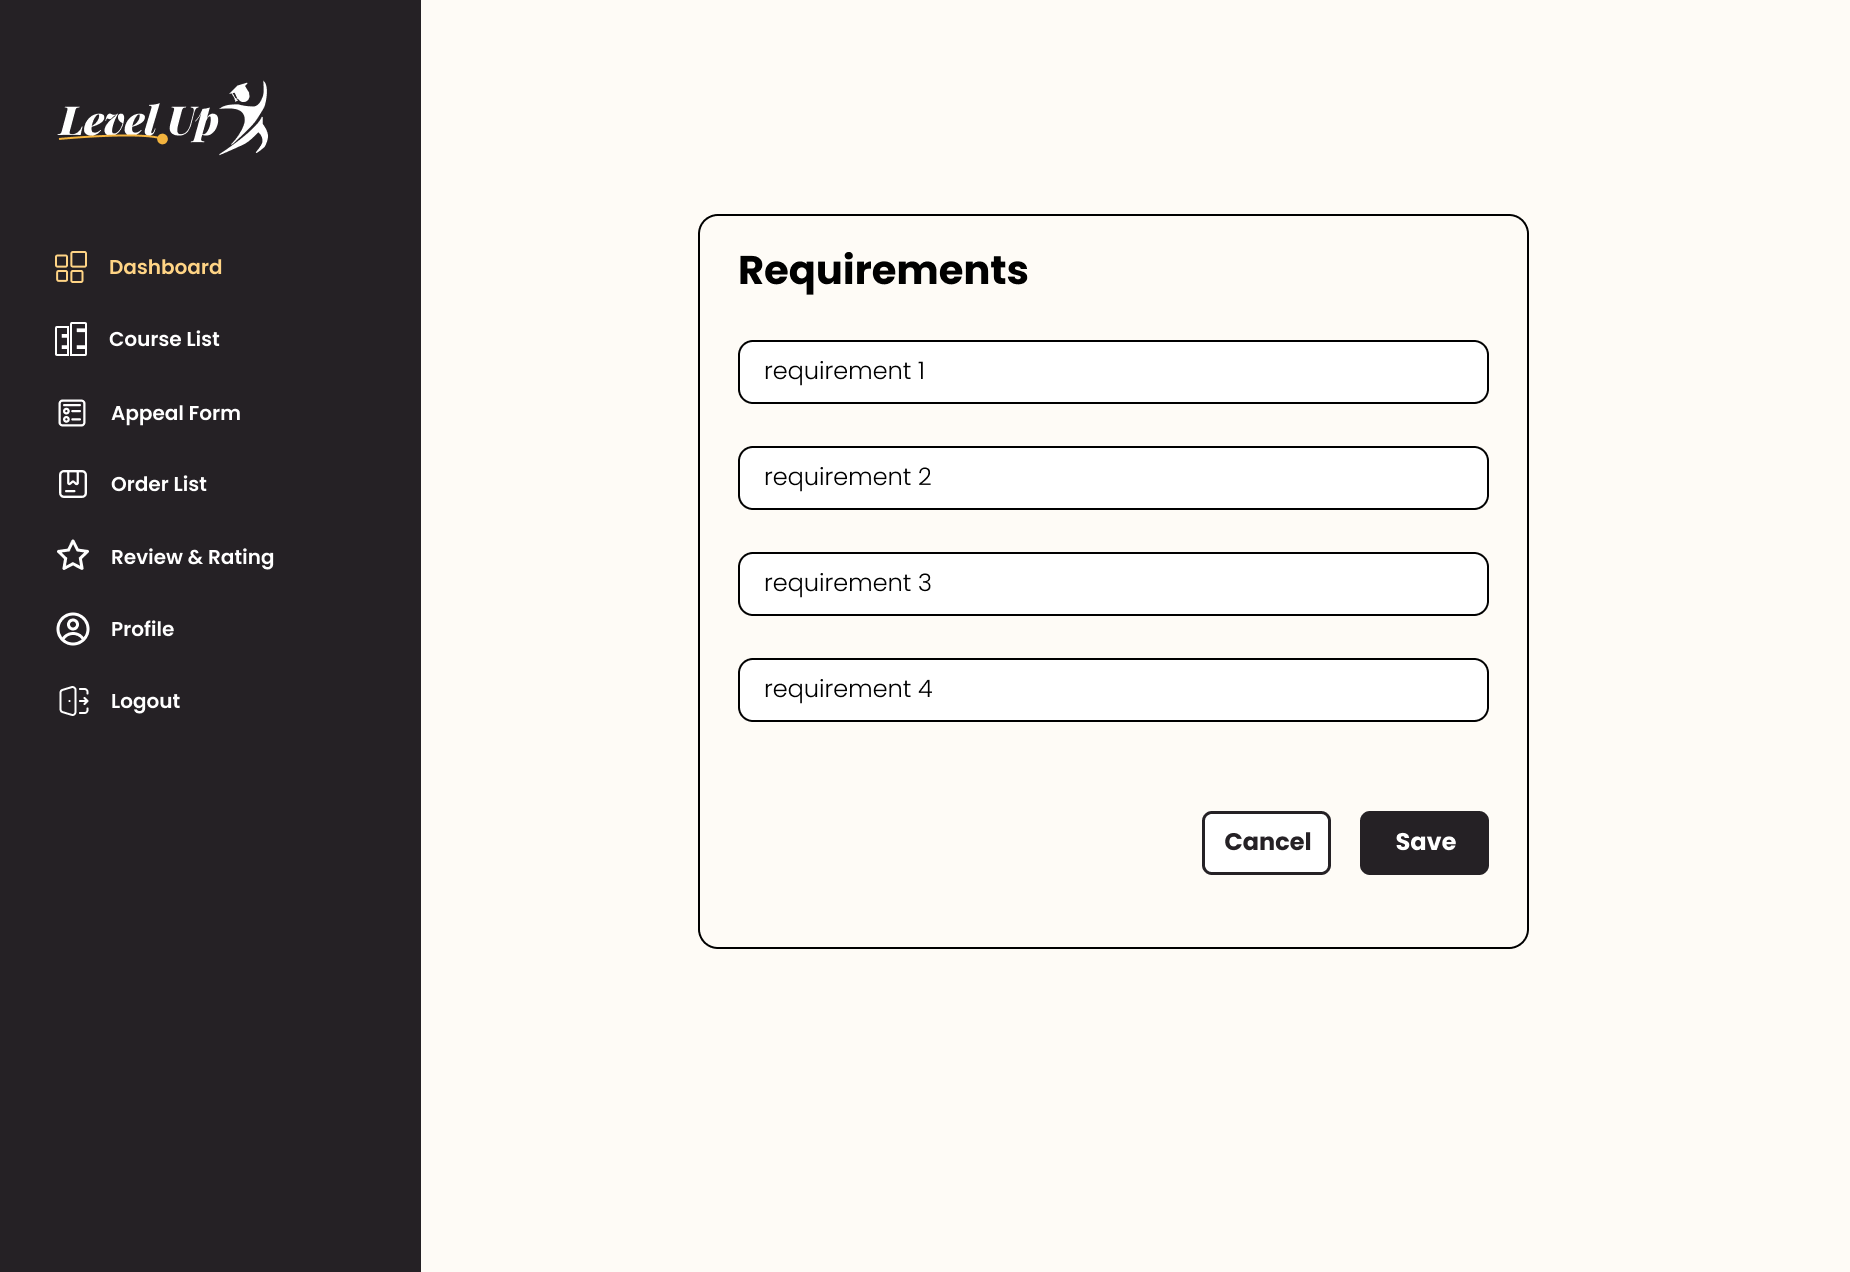 Level Up
Dashboard
Course List
Appeal Form
Order List
Review & Rating
Profile
Logout
Requirements
requirement 1
requirement 2
requirement 3
requirement 4
Cancel
Save